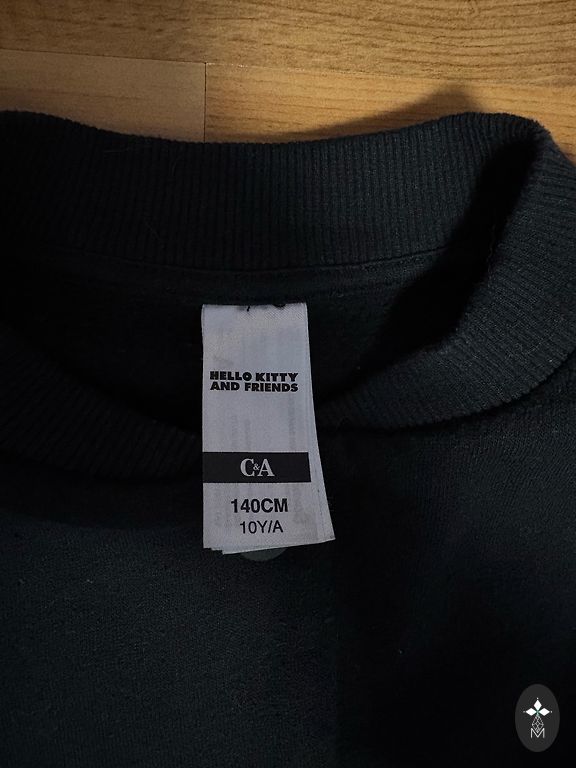 HELLO KITTY
AND FRIENDS
C&A
140CM
10Y/A
M